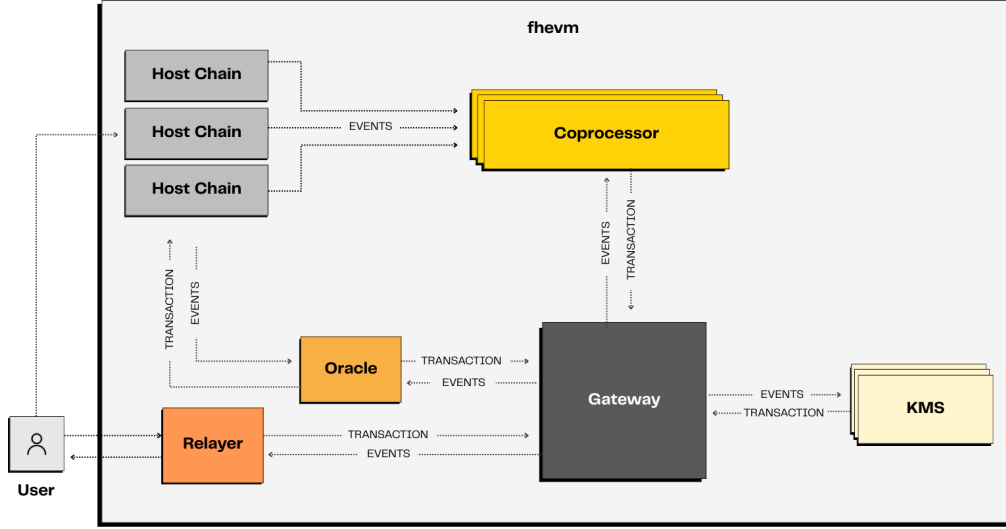 fhevm
Host Chain
Host Chain
EVENTS
Host Chain
Coprocessor
EVENTS
TRANSACTION
TRANSACTION
EVENTS
Oracle
TRANSACTION
EVENTS
Gateway
EVENTS
TRANSACTION
KMS
Relayer
TRANSACTION
EVENTS
User